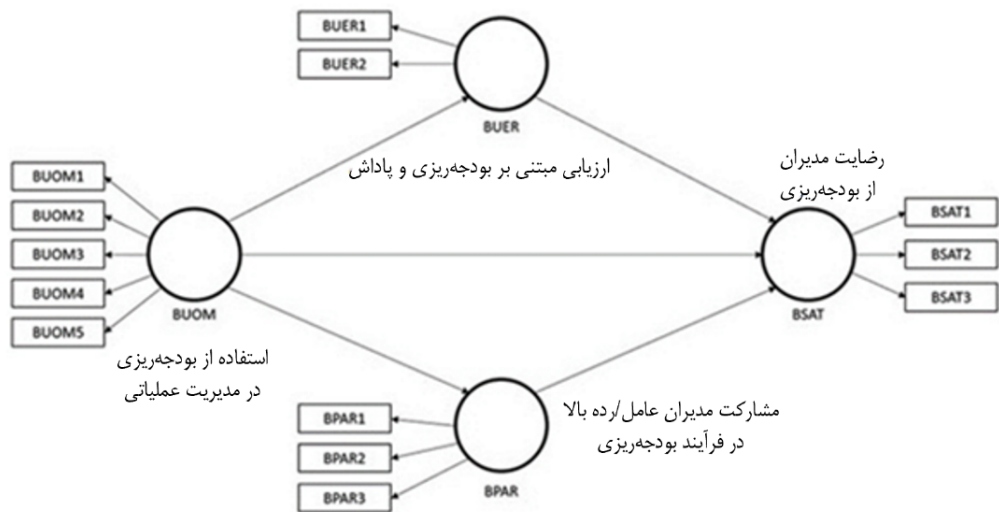 BUER1
BUER2
BUER
ارزیابی مبتنی بر بودجه‌ریزی و پاداش
رضایت مدیران
از بودجه‌ریزی
BUOM1
BUOM2
BUOM3
BUOM4
BUOM5
BUOM
استفاده از بودجه‌ریزی
در مدیریت عملیاتی
BSAT1
BSAT2
BSAT3
BSAT
BPAR1
BPAR2
BPAR3
BPAR
مشارکت مدیران عامل/رده بالا
در فرآیند بودجه‌ریزی